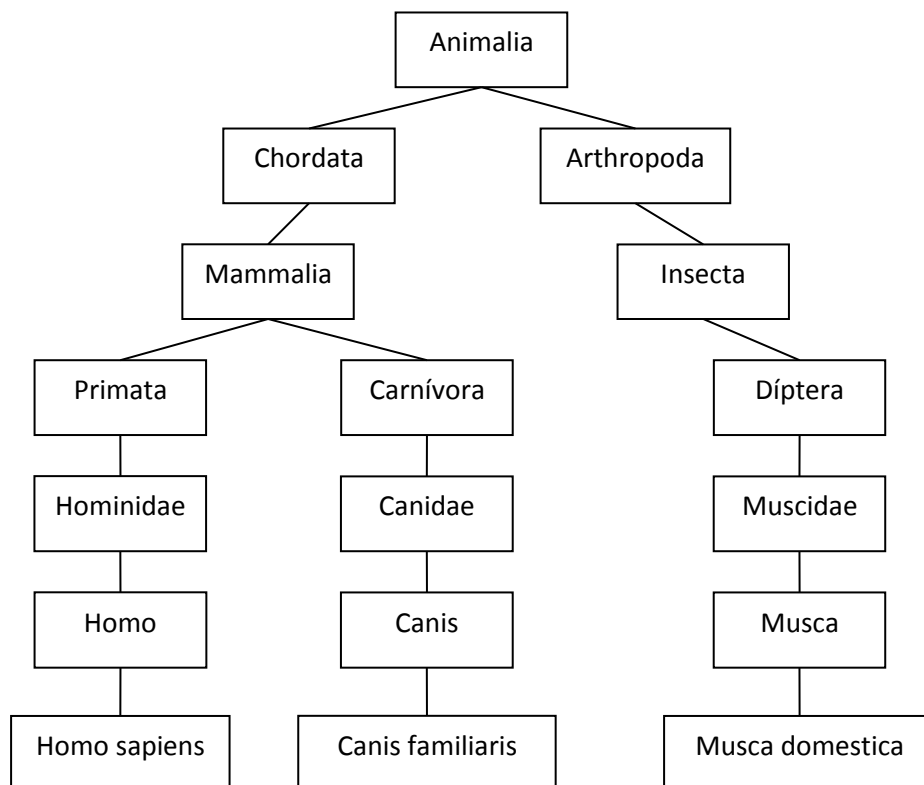 Animalia
Chordata
Arthropoda
Mammalia
Insecta
Primata
Carnívora
Díptera
Hominidae
Canidae
Muscidae
Homo
Canis
Musca
Homo sapiens
Canis familiaris
Musca domestica